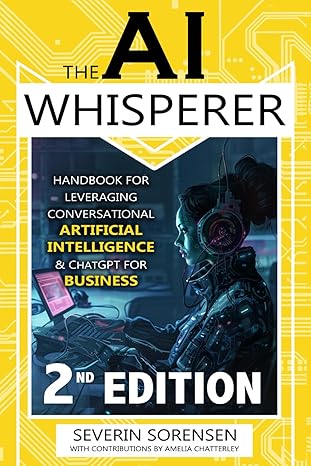 THE AI
WHISPERER
HANDBOOK FOR
LEVERAGING
CONVERSATIONAL
ARTIFICIAL
INTELLIGENCE
& CHATGPT FOR
BUSINESS
2ND EDITION
SEVERIN SORENSEN
WITH CONTRIBUTIONS BY AMELIA CHATTERLEY